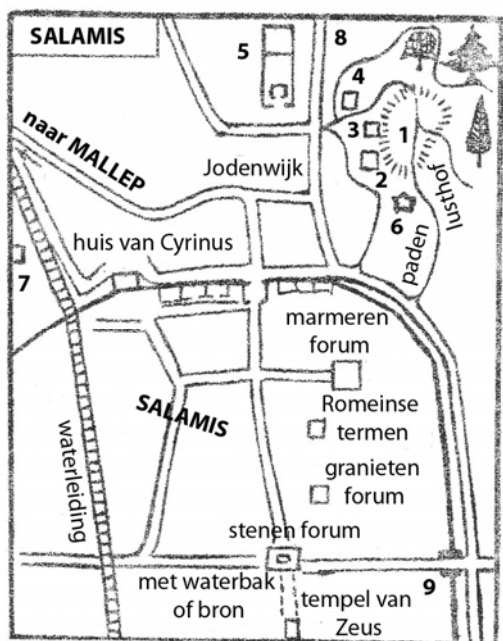 SALAMIS
5
8
4
3
1
naar MALLEP
Jodenwijk
2
lusthof
6
paden
huis van Cyrinus
7
marmeren
forum
SALAMIS
Romeinse
termen
waterleiding
granieten
forum
stenen forum
met waterbak
of bron
9
tempel van
Zeus